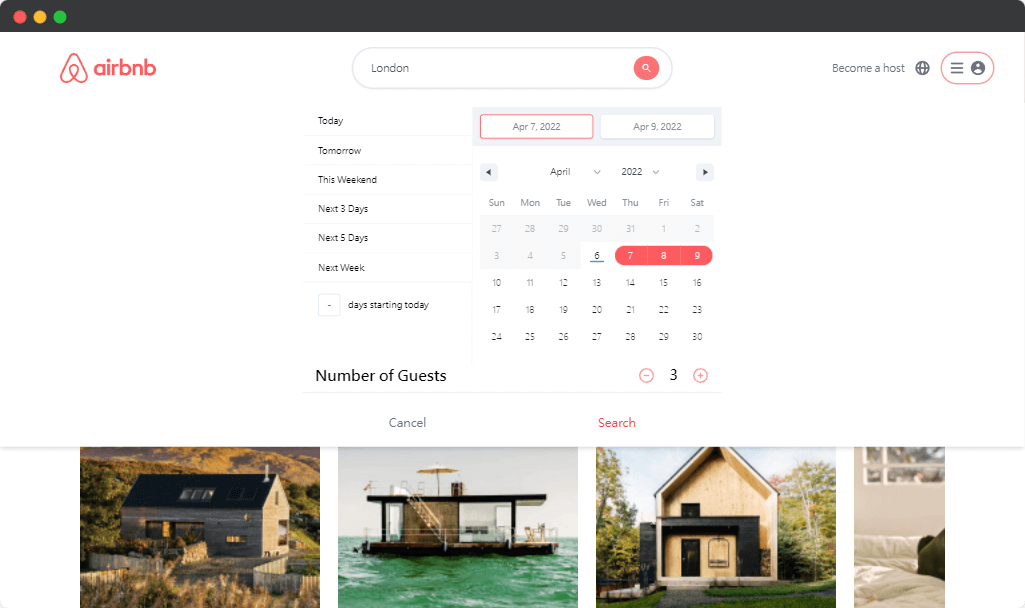 airbnb
London
Become a host
Today
Tomorrow
This Weekend
Next 3 Days
Next 5 Days
Next Week
- days starting today
Apr 7, 2022 Apr 9, 2022
April 2022
Sun Mon Tue Wed Thu Fri Sat
27 28 29 30 31 1 2
3 4 5 6 7 8 9
10 11 12 13 14 15 16
17 18 19 20 21 22 23
24 25 26 27 28 29 30
Number of Guests - 3 +
Cancel Search